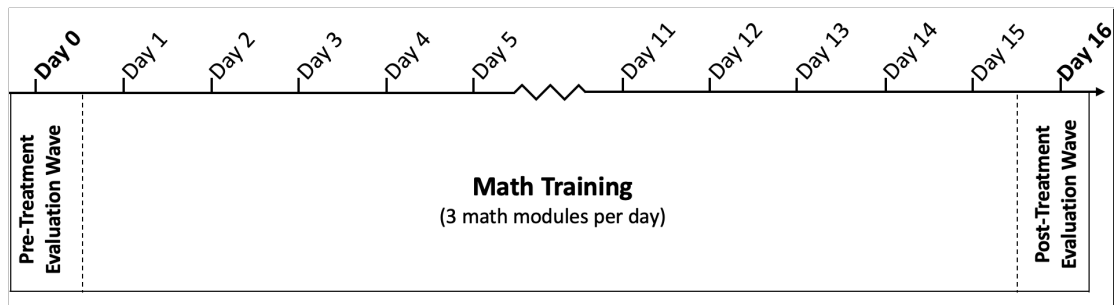 Day 0
Day 1
Day 2
Day 3
Day 4
Day 5
Day 11
Day 12
Day 13
Day 14
Day 15
Day 16
Pre-Treatment
Evaluation Wave
Math Training
(3 math modules per day)
Post-Treatment
Evaluation Wave